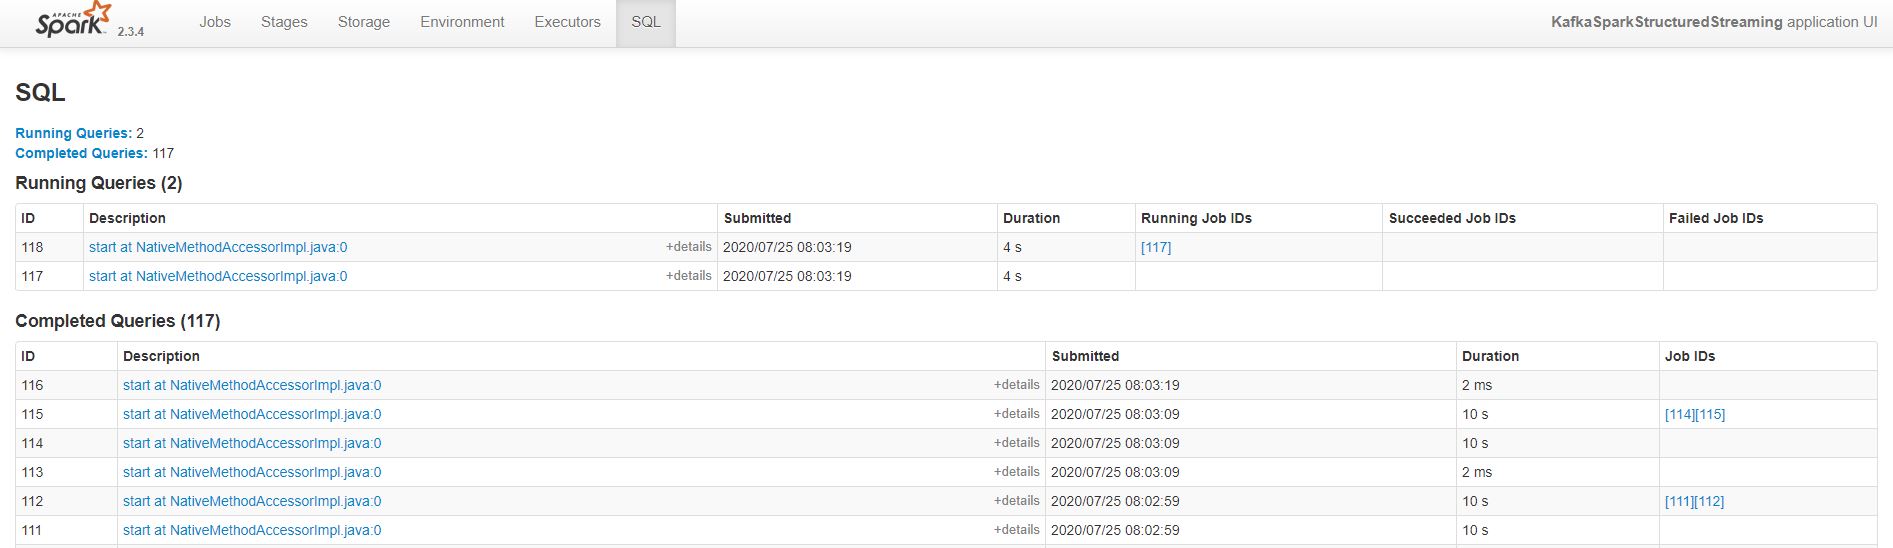 APACHE
Spark 2.3.4 Jobs Stages Storage Environment Executors SQL KafkaSparkStructuredStreaming application UI
SQL
Running Queries: 2
Completed Queries: 117
Running Queries (2)
ID Description Submitted Duration Running Job IDs Succeeded Job IDs Failed Job IDs
118 start at NativeMethodAccessorImpl.java:0 +details 2020/07/25 08:03:19 4 s [117]
117 start at NativeMethodAccessorImpl.java:0 +details 2020/07/25 08:03:19 4 s
Completed Queries (117)
ID Description Submitted Duration Job IDs
116 start at NativeMethodAccessorImpl.java:0 +details 2020/07/25 08:03:19 2 ms
115 start at NativeMethodAccessorImpl.java:0 +details 2020/07/25 08:03:09 10 s [114][115]
114 start at NativeMethodAccessorImpl.java:0 +details 2020/07/25 08:03:09 10 s
113 start at NativeMethodAccessorImpl.java:0 +details 2020/07/25 08:03:09 2 ms
112 start at NativeMethodAccessorImpl.java:0 +details 2020/07/25 08:02:59 10 s [111][112]
111 start at NativeMethodAccessorImpl.java:0 +details 2020/07/25 08:02:59 10 s